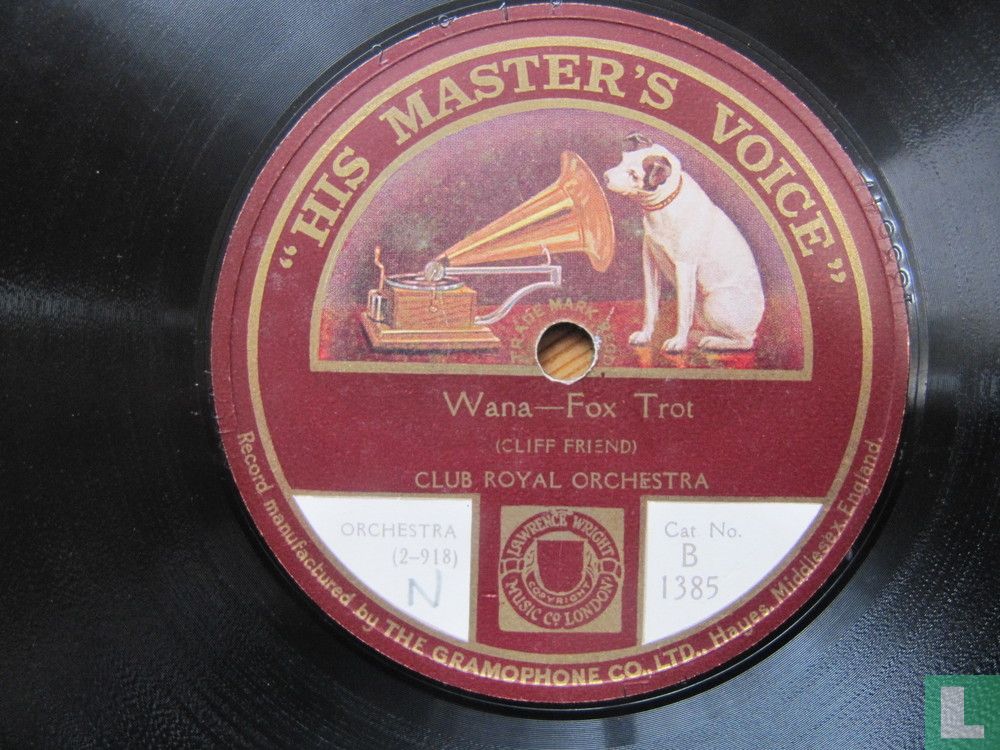 "HIS MASTER'S VOICE"
TRADE MARK
Wana—Fox Trot
(CLIFF FRIEND)
CLUB ROYAL ORCHESTRA
ORCHESTRA
(2-918)
N
LAWRENCE WRIGHT
COPYRIGHT
MUSIC Co. LONDON
Cat No.
B
1385
Record manufactured by THE GRAMOPHONE CO., LTD., Hayes, Middlesex, England.
L